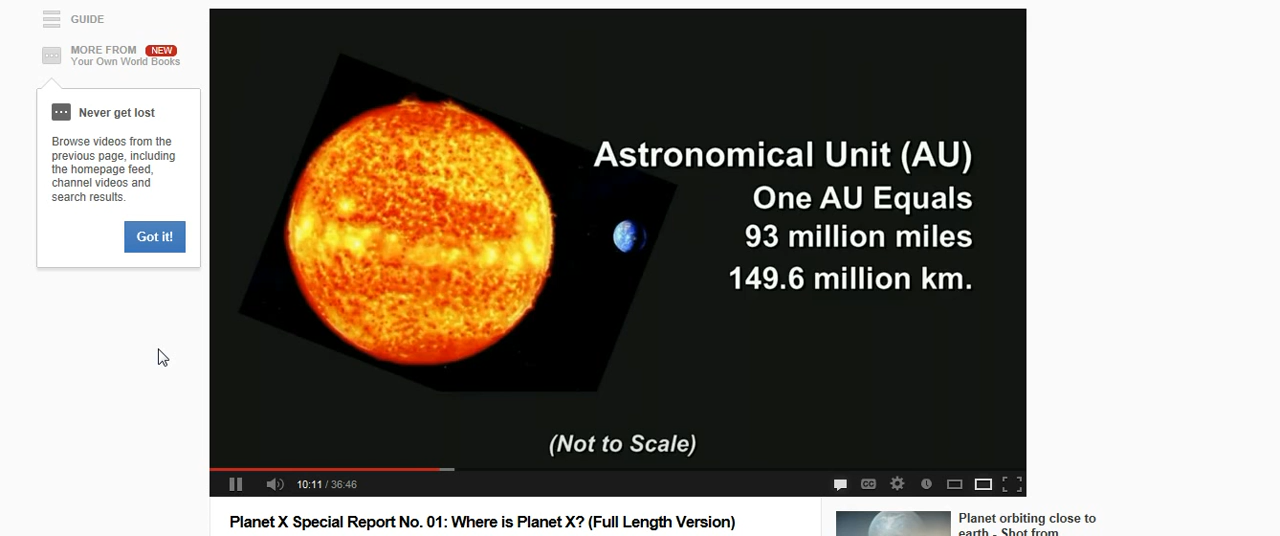 GUIDE
MORE FROM NEW
Your Own World Books
Never get lost
Browse videos from the
previous page, including
the homepage feed,
channel videos and
search results.
Got it!
Astronomical Unit (AU)
One AU Equals
93 million miles
149.6 million km.
(Not to Scale)
10:11 / 36:46
CC
Planet X Special Report No. 01: Where is Planet X? (Full Length Version)
Planet orbiting close to
earth - Shot from